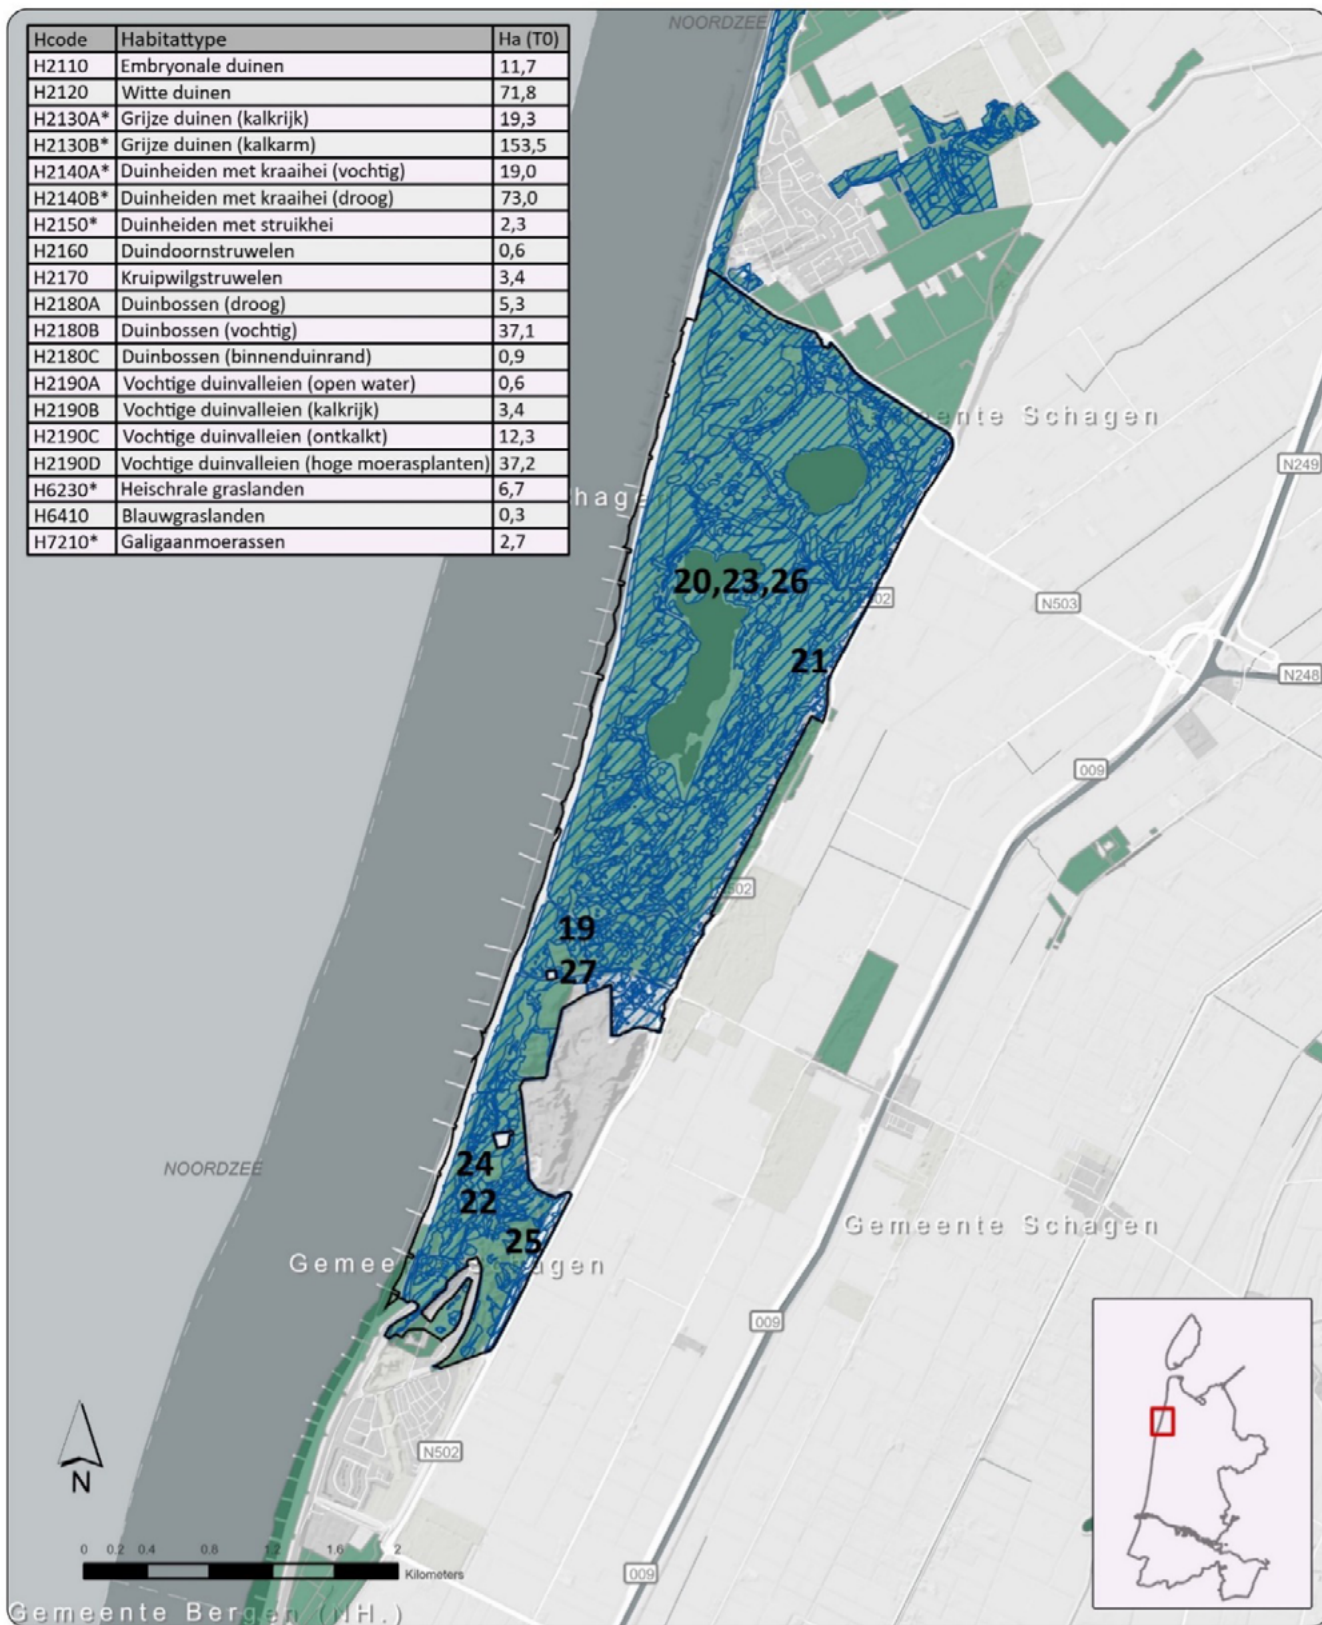 NOORDZEE
Hcode Habitattype Ha (T0)
H2110 Embryonale duinen 11,7
H2120 Witte duinen 71,8
H2130A* Grijze duinen (kalkrijk) 19,3
H2130B* Grijze duinen (kalkarm) 153,5
H2140A* Duinheiden met kraaihei (vochtig) 19,0
H2140B* Duinheiden met kraaihei (droog) 73,0
H2150* Duinheiden met struikhei 2,3
H2160 Duindoornstruwelen 0,6
H2170 Kruipwilgstruwelen 3,4
H2180A Duinbossen (droog) 5,3
H2180B Duinbossen (vochtig) 37,1
H2180C Duinbossen (binnenduinrand) 0,9
H2190A Vochtige duinvalleien (open water) 0,6
H2190B Vochtige duinvalleien (kalkrijk) 3,4
H2190C Vochtige duinvalleien (ontkalkt) 12,3
H2190D Vochtige duinvalleien (hoge moerasplanten) 37,2
H6230* Heischrale graslanden 6,7
H6410 Blauwgraslanden 0,3
H7210* Galigaanmoerassen 2,7
Schagen
N249
20,23,26
N503
21
N248
009
19
27
NOORDZEE
24
22
Gemeente Schagen
25
009
N
N502
0 0.2 0.4 0.8 1.2 1.6 2
Kilometers
009
Gemeente Bergen (NH.)